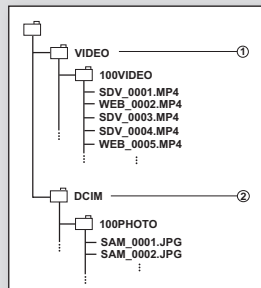 VIDEO ①
100VIDEO
SDV_0001.MP4
WEB_0002.MP4
SDV_0003.MP4
SDV_0004.MP4
WEB_0005.MP4
DCIM ②
100PHOTO
SAM_0001.JPG
SAM_0002.JPG